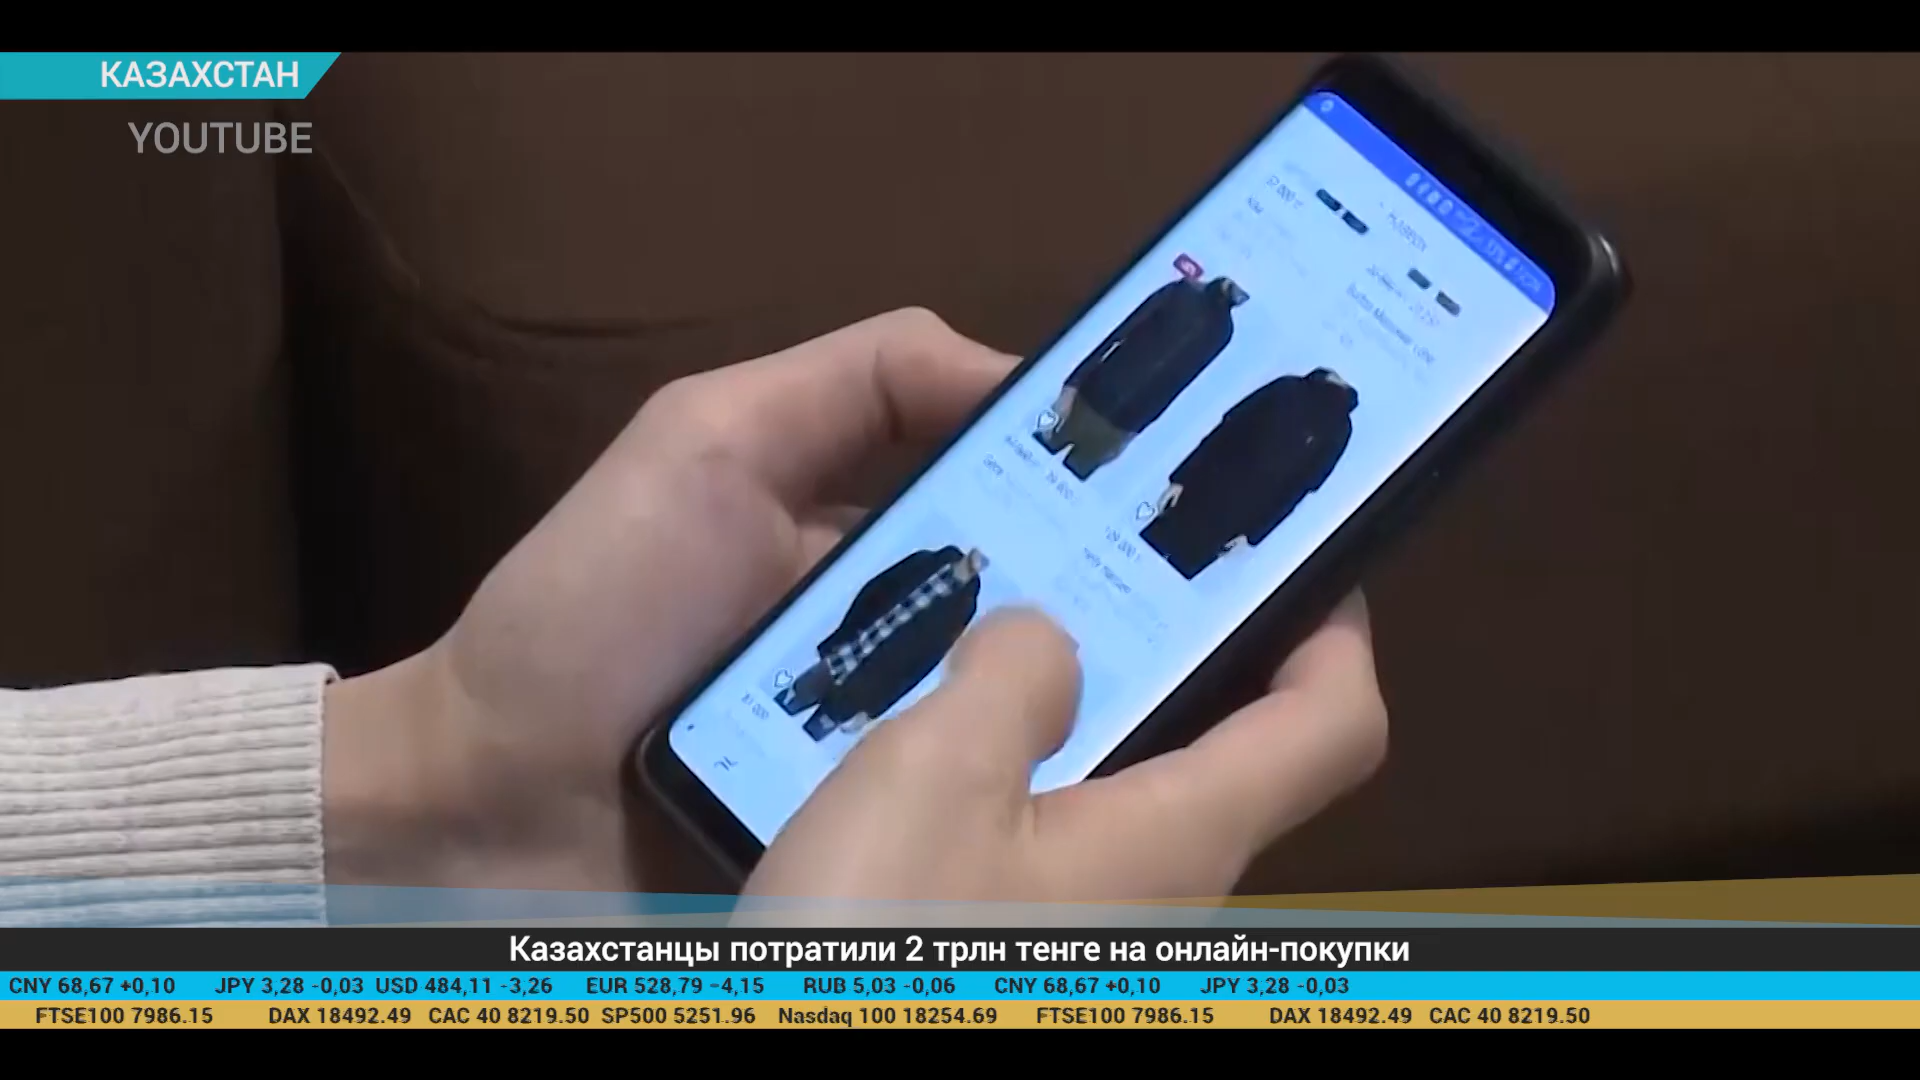 КАЗАХСТАН
YOUTUBE
Казахстанцы потратили 2 трлн тенге на онлайн-покупки
CNY 68,67 +0,10 JPY 3,28 -0,03 USD 484,11 -3,26 EUR 528,79 -4,15 RUB 5,03 -0,06 CNY 68,67 +0,10 JPY 3,28 -0,03
FTSE100 7986.15 DAX 18492.49 CAC 40 8219.50 SP500 5251.96 Nasdaq 100 18254.69 FTSE100 7986.15 DAX 18492.49 CAC 40 8219.50